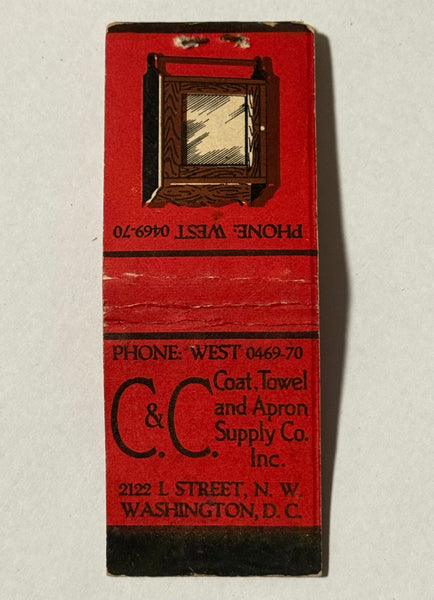 PHONE: WEST 0469-70
PHONE: WEST 0469-70
C. & C. Coat, Towel
and Apron
Supply Co.
Inc.
2122 L STREET, N. W.
WASHINGTON, D. C.